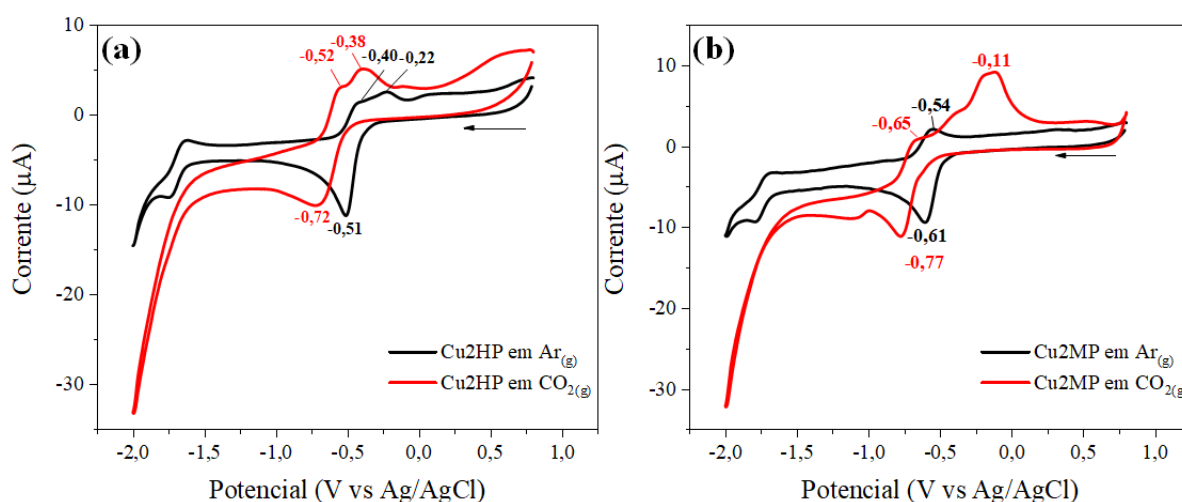 (a)
10
0
-10
-20
-30
Corrente (µA)
-0,52
-0,38
-0,40
-0,22
-0,72
-0,51
Cu2HP em Ar(g)
Cu2HP em CO2(g)
-2,0 -1,5 -1,0 -0,5 0,0 0,5 1,0
Potencial (V vs Ag/AgCl)
(b)
10
0
-10
-20
-30
Corrente (µA)
-0,11
-0,54
-0,65
-0,61
-0,77
Cu2MP em Ar(g)
Cu2MP em CO2(g)
-2,0 -1,5 -1,0 -0,5 0,0 0,5 1,0
Potencial (V vs Ag/AgCl)